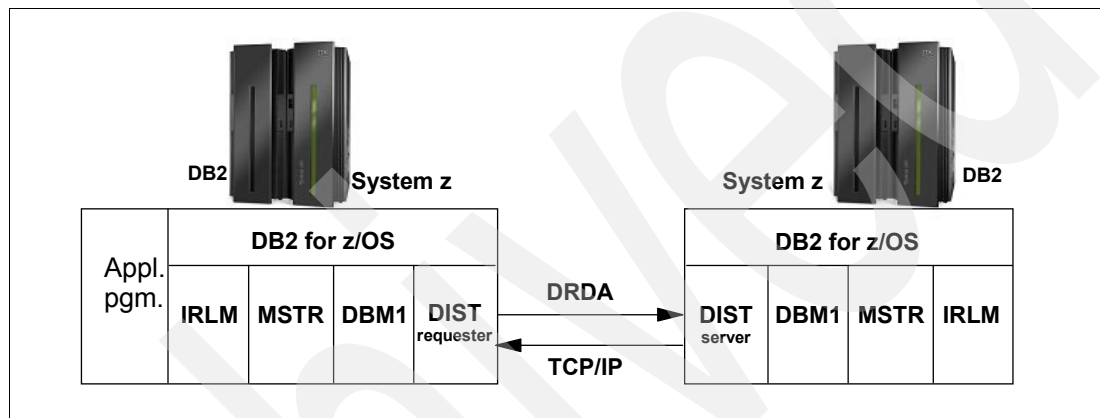 DB2
System z
System z
DB2
Appl.
pgm.
DB2 for z/OS
IRLM
MSTR
DBM1
DIST
requester
DRDA
TCP/IP
DB2 for z/OS
DIST
server
DBM1
MSTR
IRLM